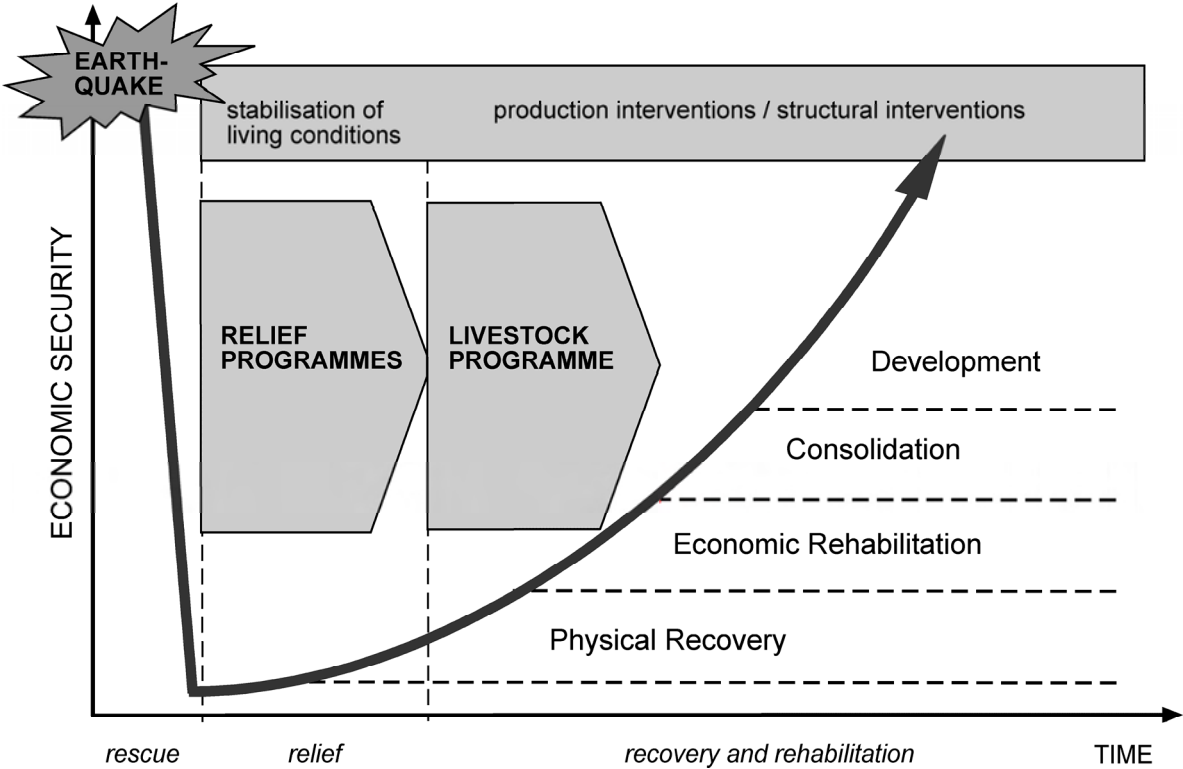 EARTH-
QUAKE
stabilisation of
living conditions
production interventions / structural interventions
ECONOMIC SECURITY
RELIEF
PROGRAMMES
LIVESTOCK
PROGRAMME
Development
Consolidation
Economic Rehabilitation
Physical Recovery
rescue
relief
recovery and rehabilitation
TIME